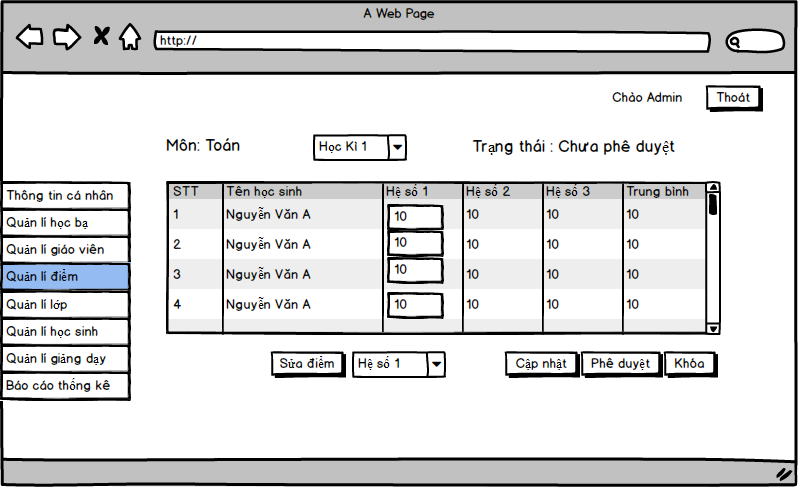 A Web Page
http://
Chào Admin
Thoát
Môn: Toán
Học Kì 1
Trạng thái : Chưa phê duyệt
Thông tin cá nhân
Quản lí học bạ
Quản lí giáo viên
Quản lí điểm
Quản lí lớp
Quản lí học sinh
Quản lí giảng dạy
Báo cáo thống kê
STT Tên học sinh Hệ số 1 Hệ số 2 Hệ số 3 Trung bình
1 Nguyễn Văn A 10 10 10 10
2 Nguyễn Văn A 10 10 10 10
3 Nguyễn Văn A 10 10 10 10
4 Nguyễn Văn A 10 10 10 10
Sửa điểm
Hệ số 1
Cập nhật
Phê duyệt
Khóa